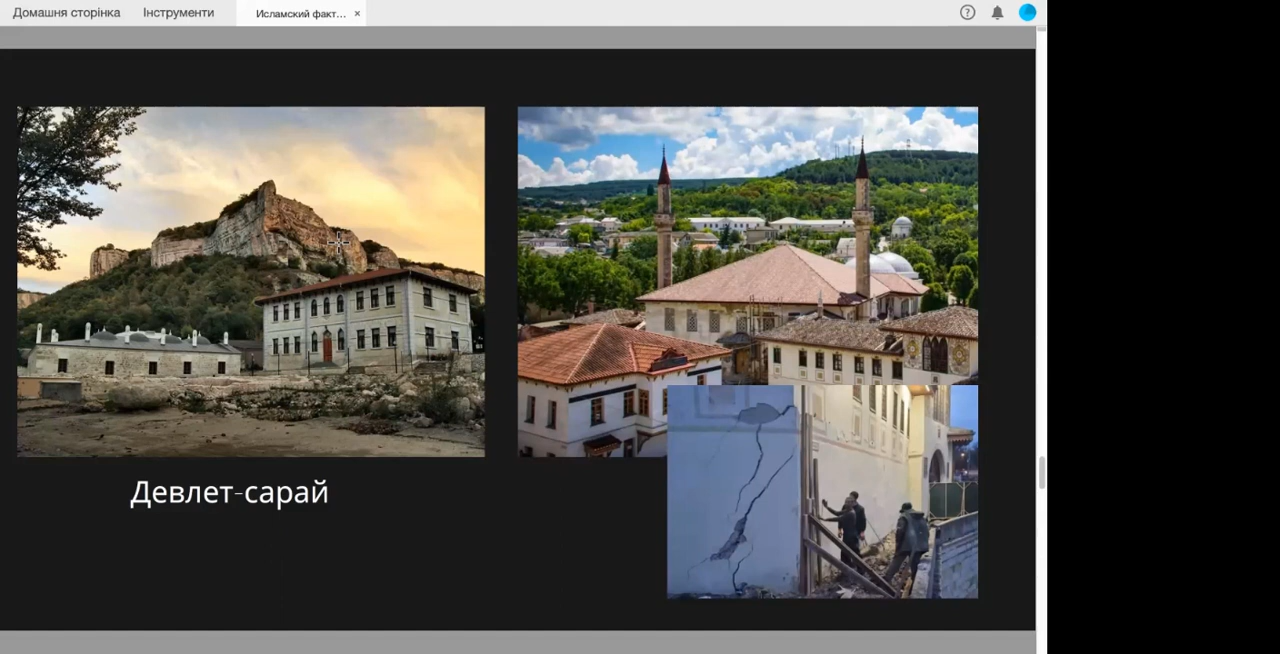 Домашня сторінка
Інструменти
Исламский факт... ×
?
Девлет-сарай